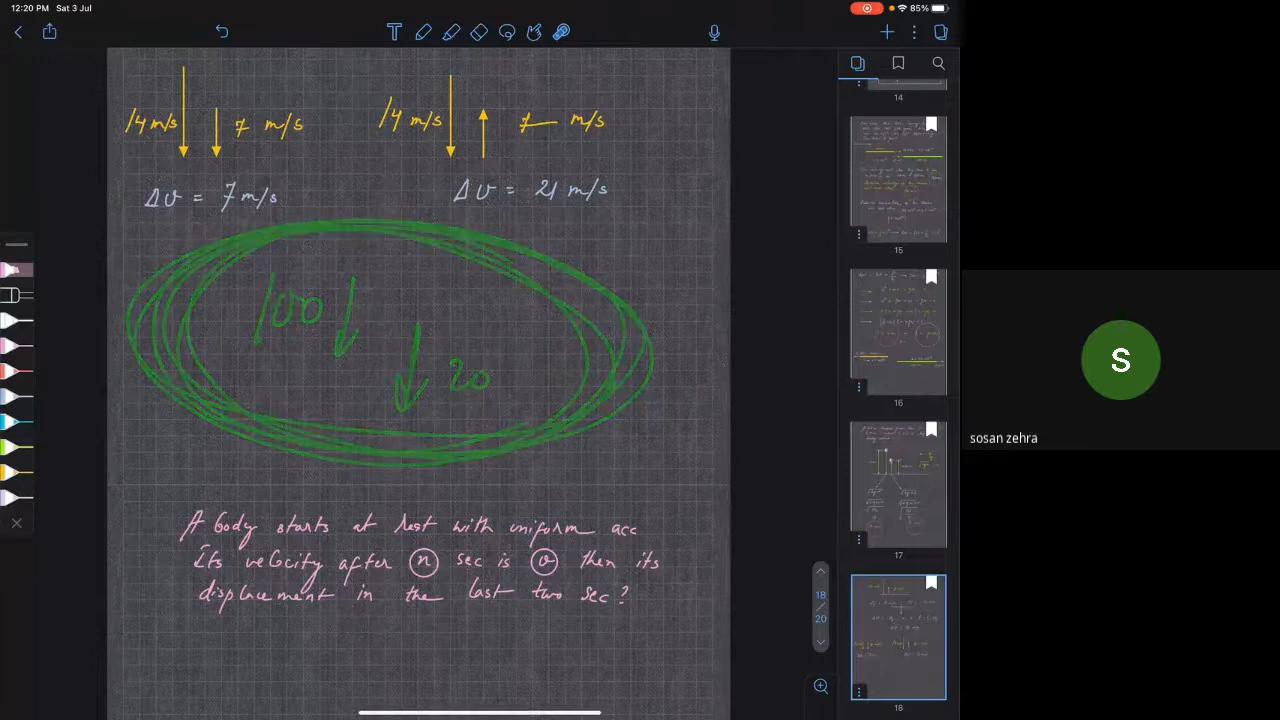 12:20 PM Sat 3 Jul
85%
T
14 m/s 7 m/s
14 m/s 7 m/s
Δv = 7 m/s
Δv = 21 m/s
100
20
A body starts at rest with uniform acc
Its velocity after n sec is v then its
displacement in the last two sec?
14
15
16
17
18
18
20
S
sosan zehra